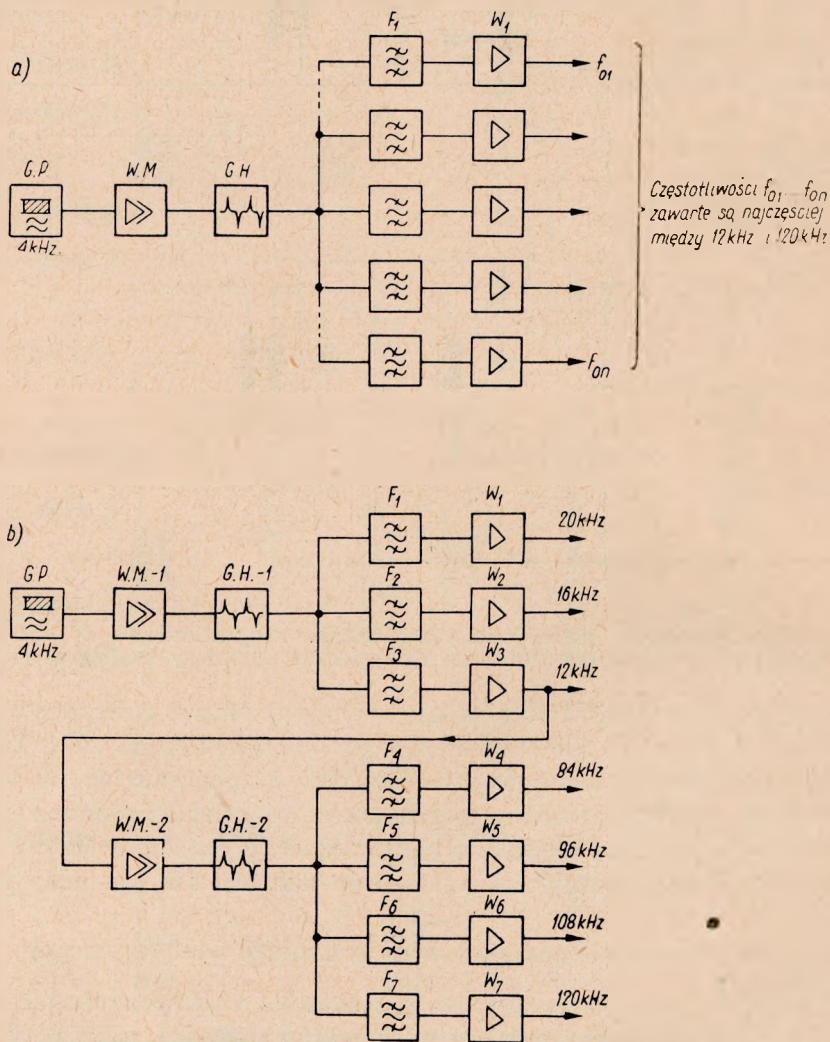 a)
F1 W1
f01
G.P W.M G.H
4kHz
Częstotliwości f01 fon
zawarte są najczęściej
między 12kHz i 120kHz
fon
b)
F1 W1 20kHz
G.P W.M.-1 G.H.-1 F2 W2 16kHz
4kHz
F3 W3 12kHz
F4 W4 84kHz
W.M.-2 G.H.-2 F5 W5 96kHz
F6 W6 108kHz
F7 W7 120kHz